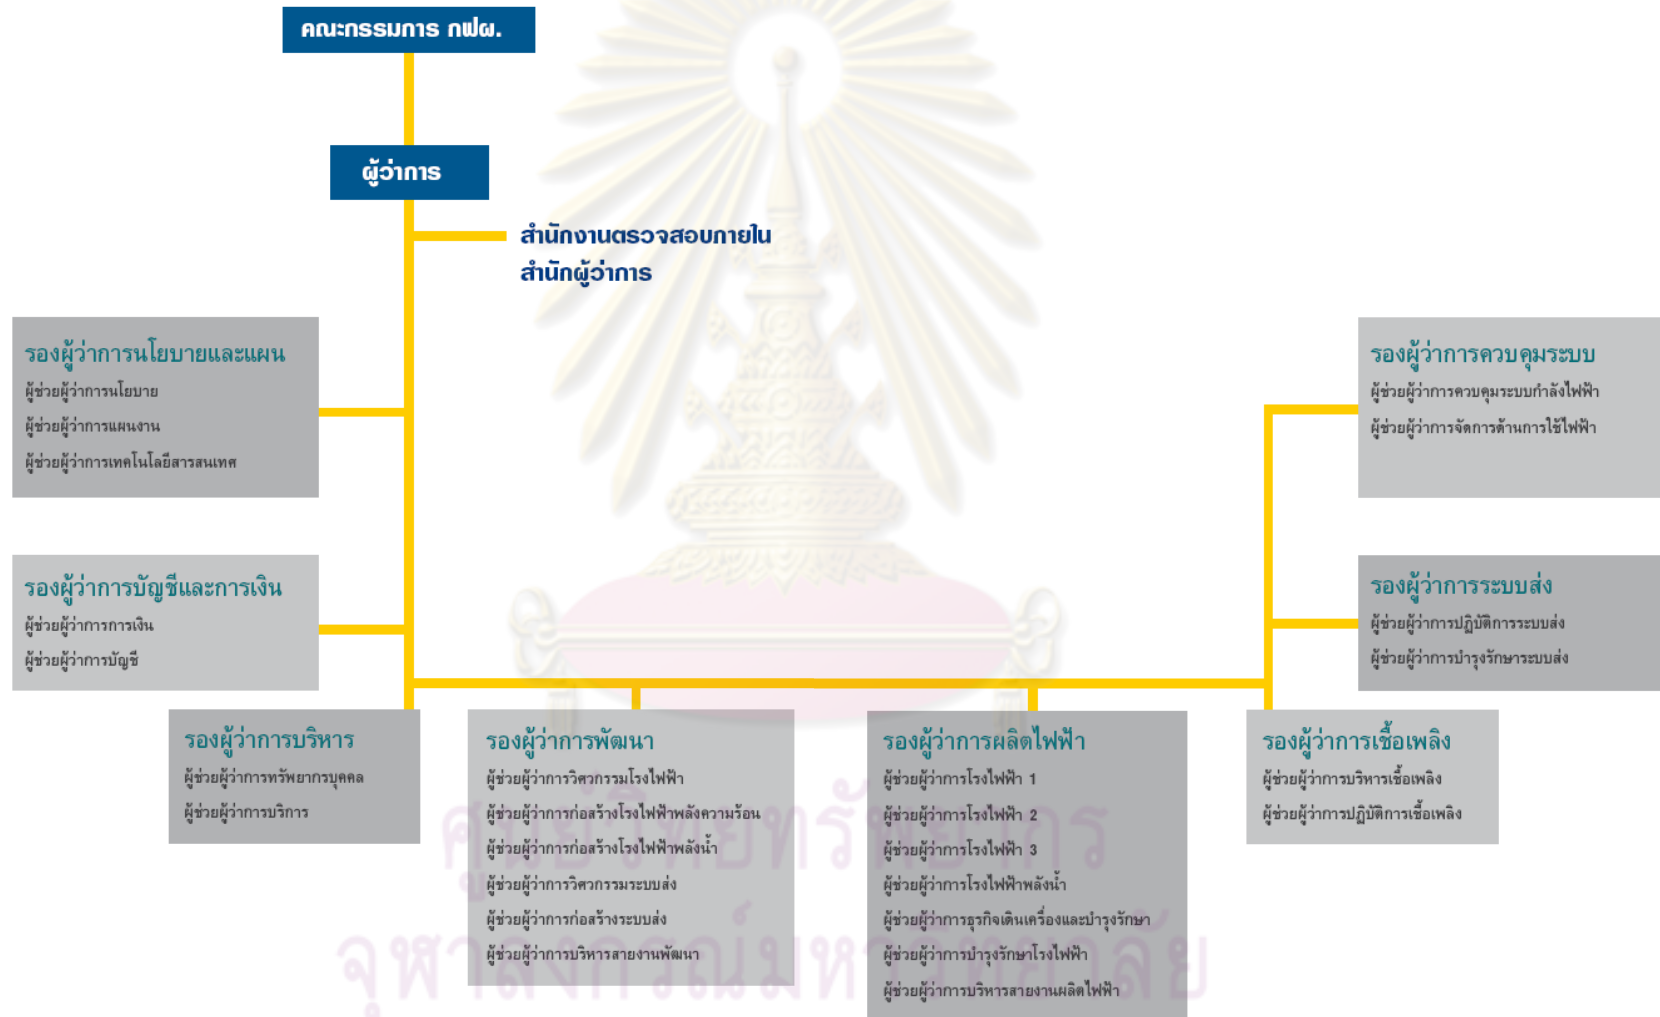 คณะกรรมการ กฟผ.
ผู้ว่าการ
สำนักงานตรวจสอบภายใน
สำนักผู้ว่าการ
รองผู้ว่าการนโยบายและแผน
ผู้ช่วยผู้ว่าการนโยบาย
ผู้ช่วยผู้ว่าการแผนงาน
ผู้ช่วยผู้ว่าการเทคโนโลยีสารสนเทศ
รองผู้ว่าการควบคุมระบบ
ผู้ช่วยผู้ว่าการควบคุมระบบกำลังไฟฟ้า
ผู้ช่วยผู้ว่าการจัดการด้านการใช้ไฟฟ้า
รองผู้ว่าการบัญชีและการเงิน
ผู้ช่วยผู้ว่าการการเงิน
ผู้ช่วยผู้ว่าการบัญชี
รองผู้ว่าการระบบส่ง
ผู้ช่วยผู้ว่าการปฏิบัติการระบบส่ง
ผู้ช่วยผู้ว่าการบำรุงรักษาระบบส่ง
รองผู้ว่าการบริหาร
ผู้ช่วยผู้ว่าการทรัพยากรบุคคล
ผู้ช่วยผู้ว่าการบริการ
รองผู้ว่าการพัฒนา
ผู้ช่วยผู้ว่าการวิศวกรรมโรงไฟฟ้า
ผู้ช่วยผู้ว่าการก่อสร้างโรงไฟฟ้าพลังความร้อน
ผู้ช่วยผู้ว่าการก่อสร้างโรงไฟฟ้าพลังน้ำ
ผู้ช่วยผู้ว่าการวิศวกรรมระบบส่ง
ผู้ช่วยผู้ว่าการก่อสร้างระบบส่ง
ผู้ช่วยผู้ว่าการบริหารสายงานพัฒนา
รองผู้ว่าการผลิตไฟฟ้า
ผู้ช่วยผู้ว่าการโรงไฟฟ้า 1
ผู้ช่วยผู้ว่าการโรงไฟฟ้า 2
ผู้ช่วยผู้ว่าการโรงไฟฟ้า 3
ผู้ช่วยผู้ว่าการโรงไฟฟ้าพลังน้ำ
ผู้ช่วยผู้ว่าการธุรกิจเดินเครื่องและบำรุงรักษา
ผู้ช่วยผู้ว่าการบำรุงรักษาโรงไฟฟ้า
ผู้ช่วยผู้ว่าการบริหารสายงานผลิตไฟฟ้า
รองผู้ว่าการเชื้อเพลิง
ผู้ช่วยผู้ว่าการบริหารเชื้อเพลิง
ผู้ช่วยผู้ว่าการปฏิบัติการเชื้อเพลิง
ศูนย์วิทยทรัพยากร
จุฬาลงกรณ์มหาวิทยาลัย